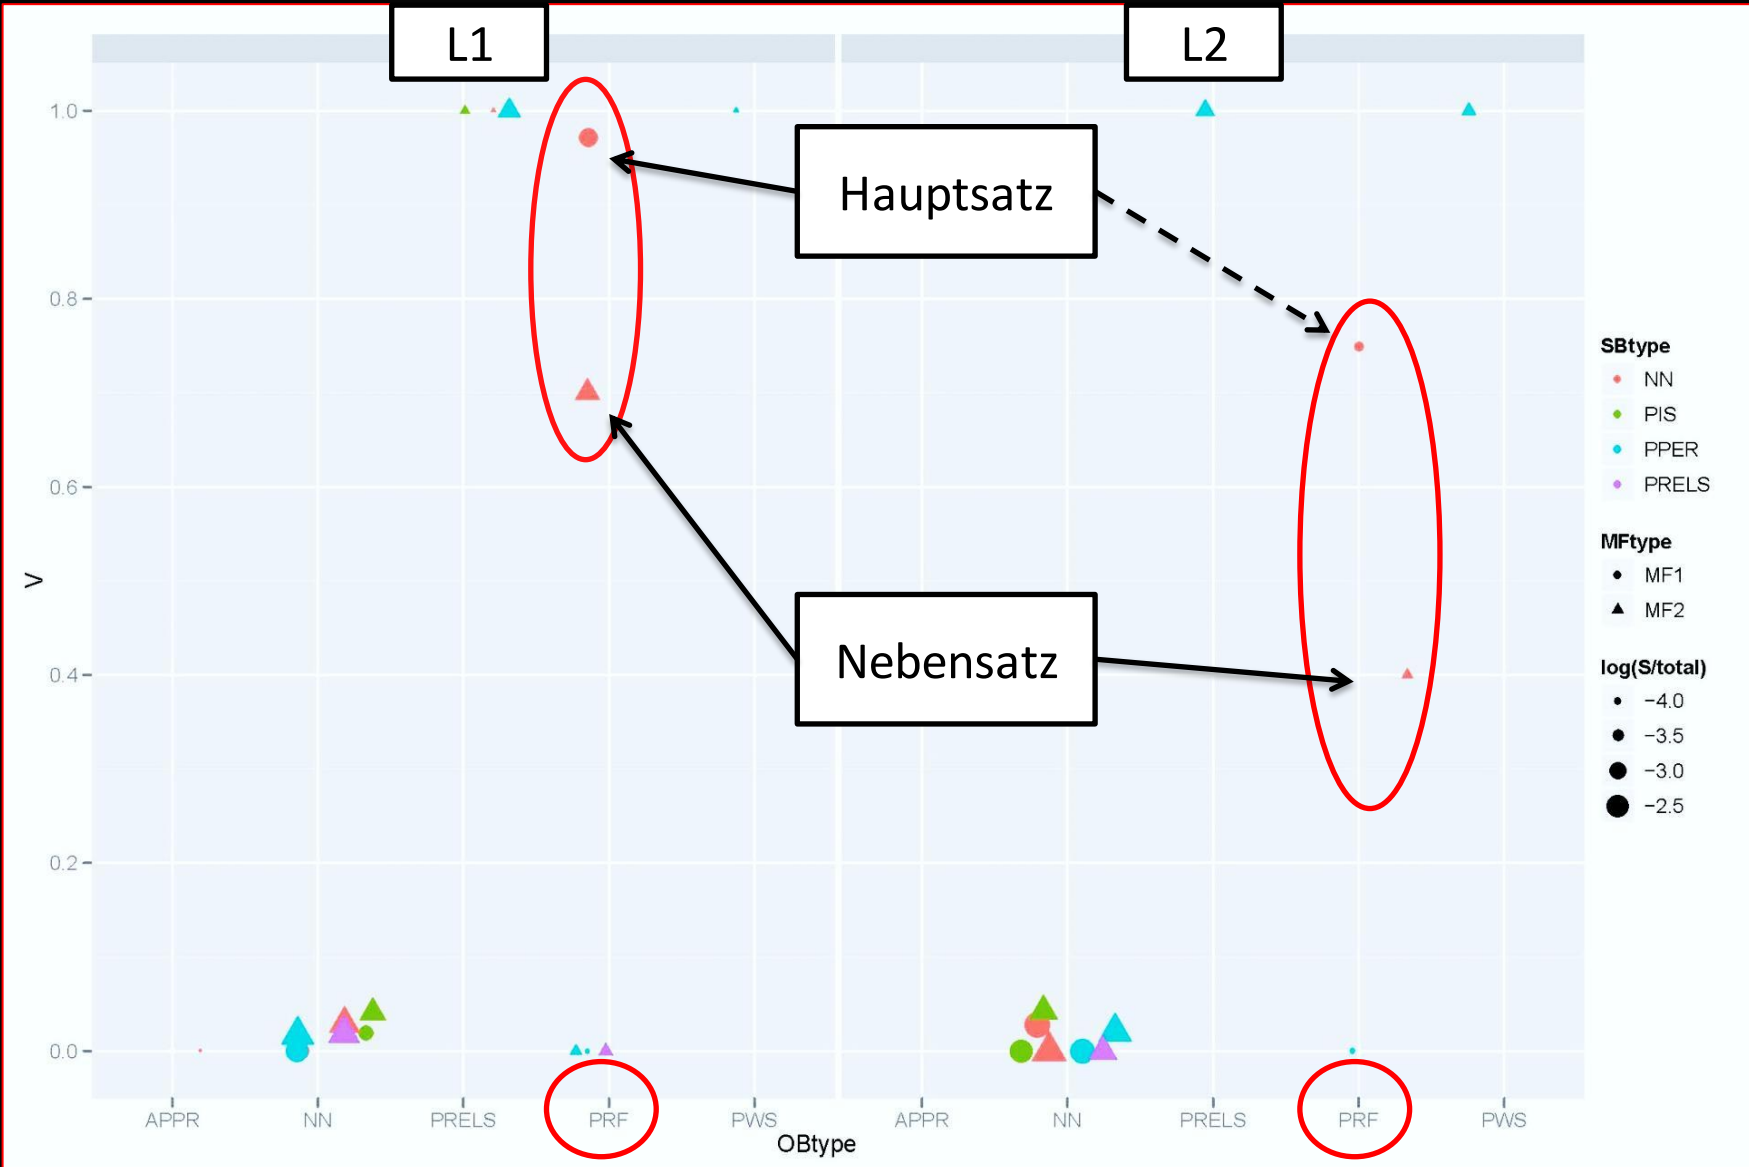 L1
L2
1.0
0.8
0.6
0.4
0.2
0.0
V
Hauptsatz
Nebensatz
APPR
NN
PRELS
PRF
PWS
APPR
NN
PRELS
PRF
PWS
OBtype
SBtype
NN
PIS
PPER
PRELS
MFtype
MF1
MF2
log(S/total)
−4.0
−3.5
−3.0
−2.5